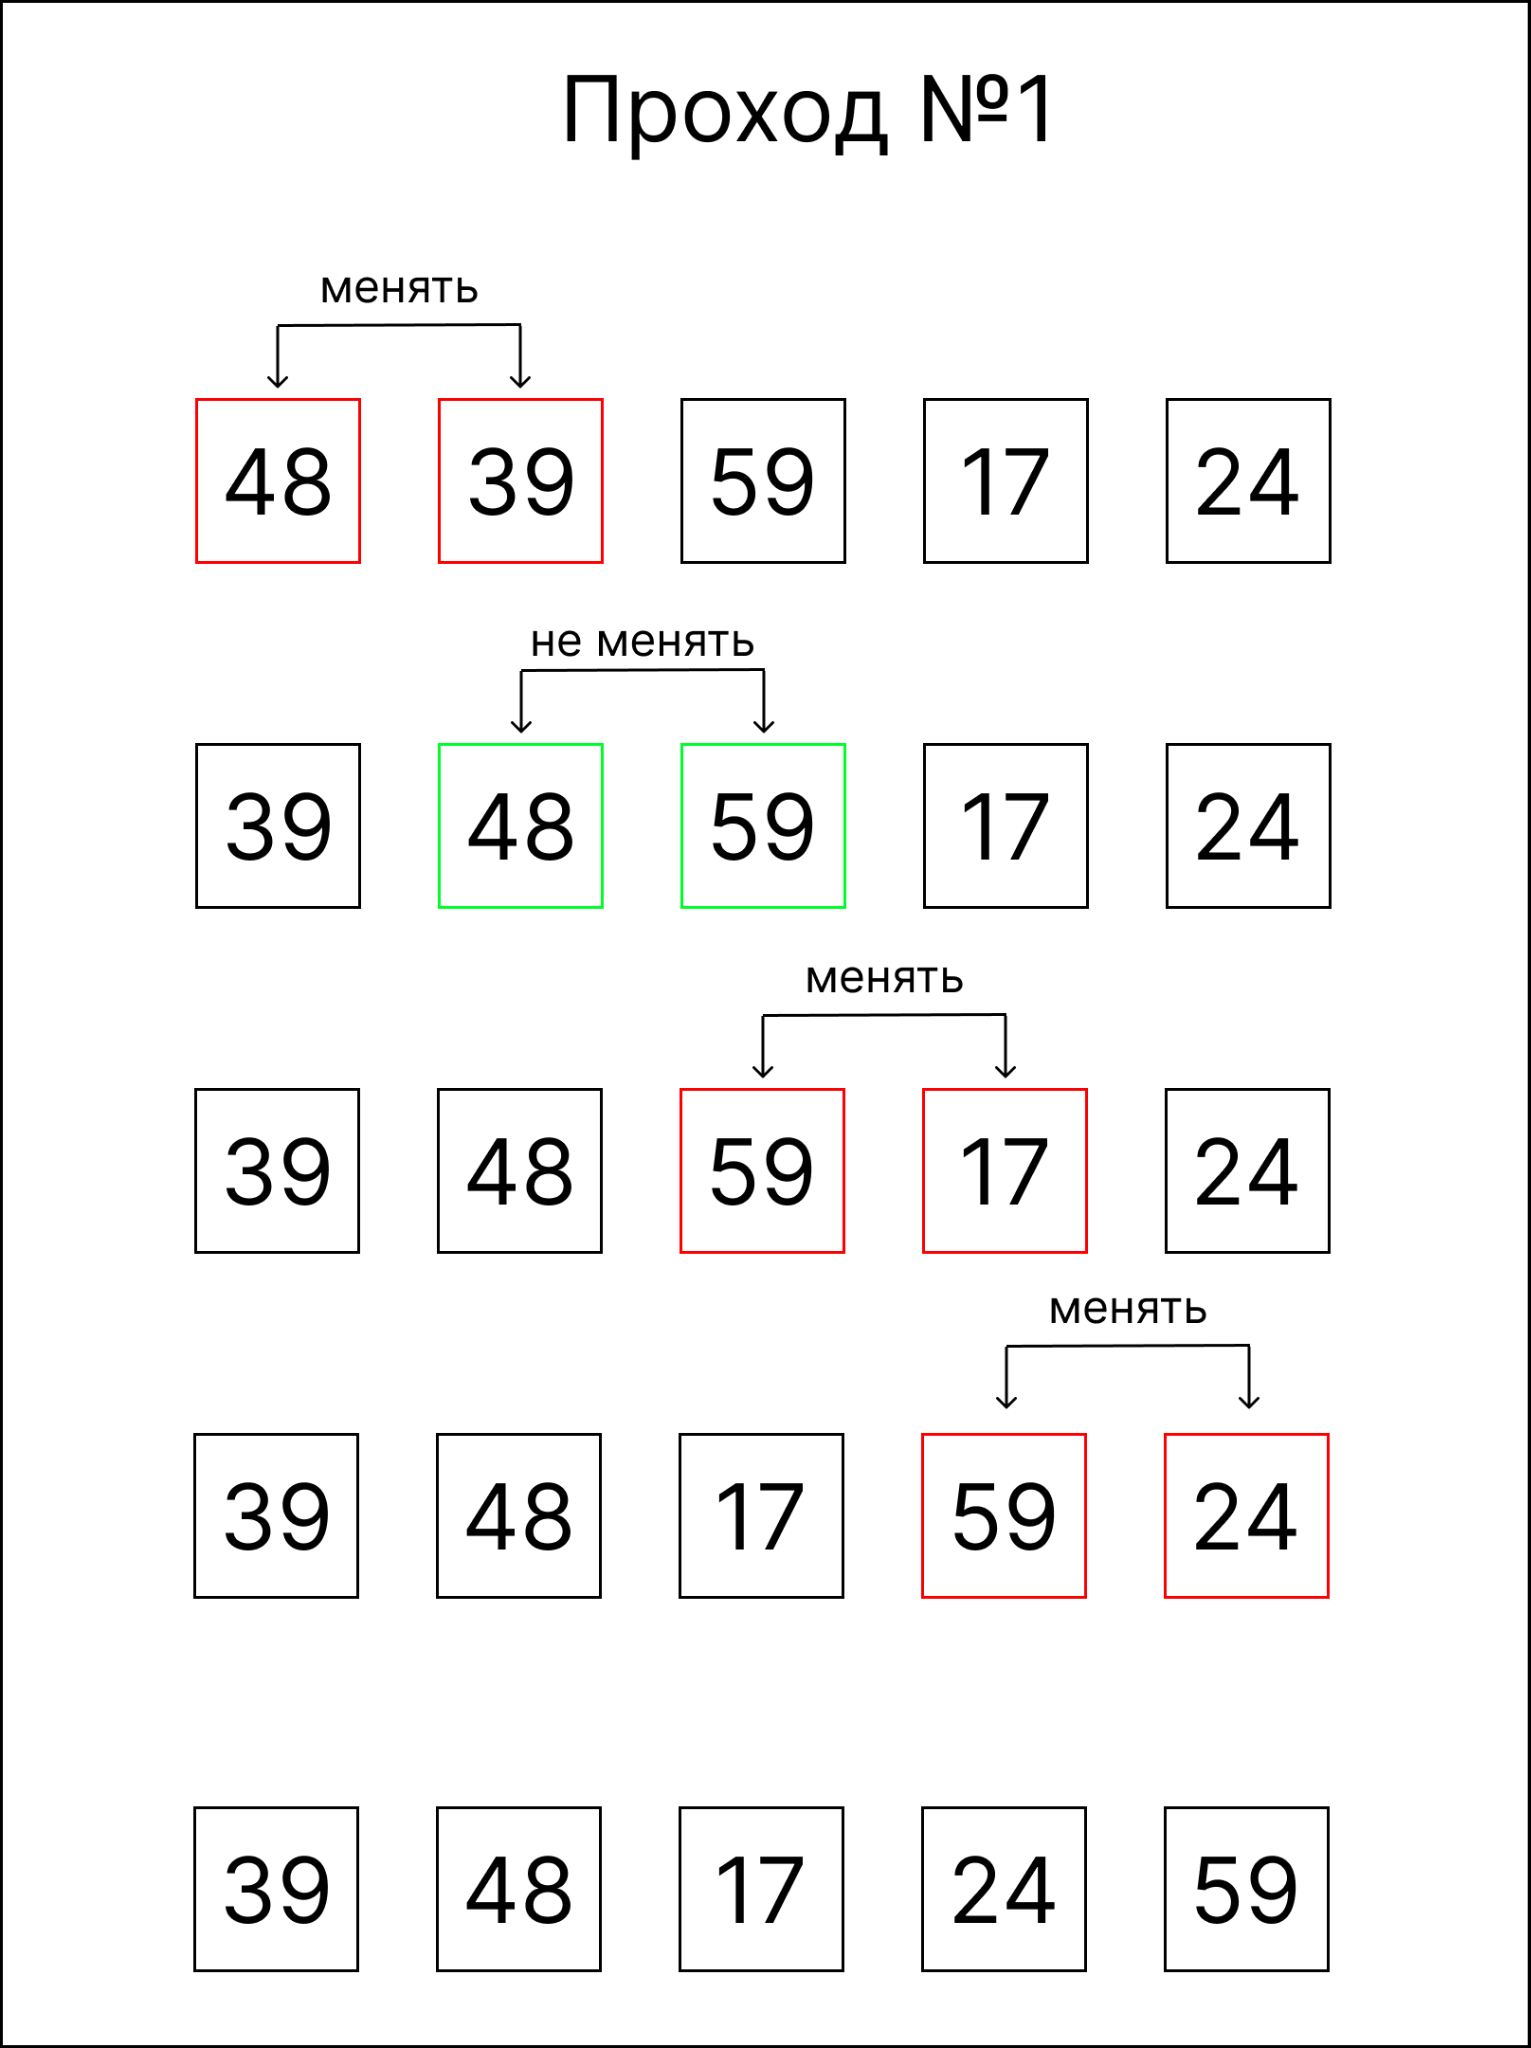 Проход №1
менять
48 39 59 17 24
не менять
39 48 59 17 24
менять
39 48 59 17 24
менять
39 48 17 59 24
39 48 17 24 59